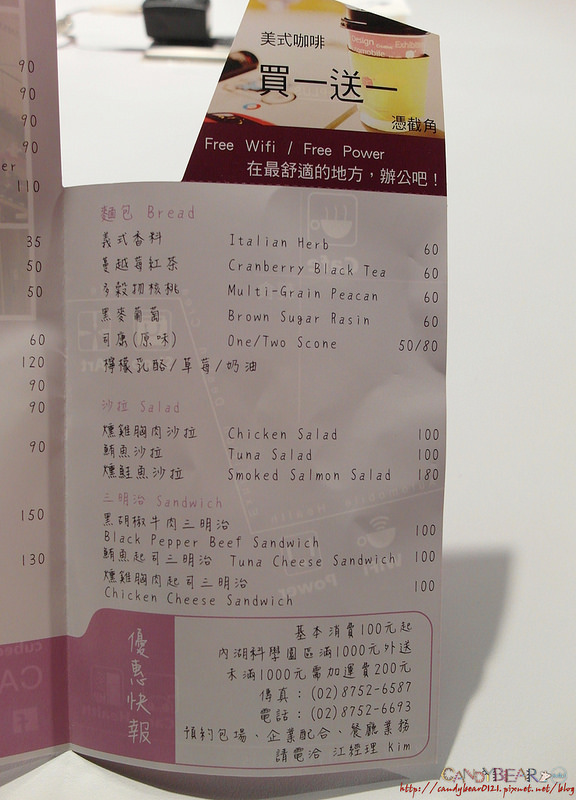 90
90
90
110
35
50
50
60
120
90
90
90
150
130
美式咖啡
買一送一
憑截角
Free Wifi / Free Power
在最舒適的地方，辦公吧！
麵包 Bread
義式香料 Italian Herb 60
蔓越莓紅茶 Cranberry Black Tea 60
多穀物核桃 Multi-Grain Peacan 60
黑麥葡萄 Brown Sugar Rasin 60
司康(原味) One/Two Scone 50/80
檸檬乳酪/草莓/奶油
沙拉 Salad
燻雞胸肉沙拉 Chicken Salad 100
鮪魚沙拉 Tuna Salad 100
燻鮭魚沙拉 Smoked Salmon Salad 180
三明治 Sandwich
黑胡椒牛肉三明治
Black Pepper Beef Sandwich 100
鮪魚起司三明治 Tuna Cheese Sandwich 100
燻雞胸肉起司三明治 100
Chicken Cheese Sandwich
優惠快報
基本消費100元起
內湖科學園區滿1000元外送
未滿1000元需加運費200元
傳真：(02)8752-6587
電話：(02)8752-6693
預約包場、企業配合、餐廳業務
請電洽 江經理 Kim
CANDYBEAR
http://candybear0121.pixnet.net/blog